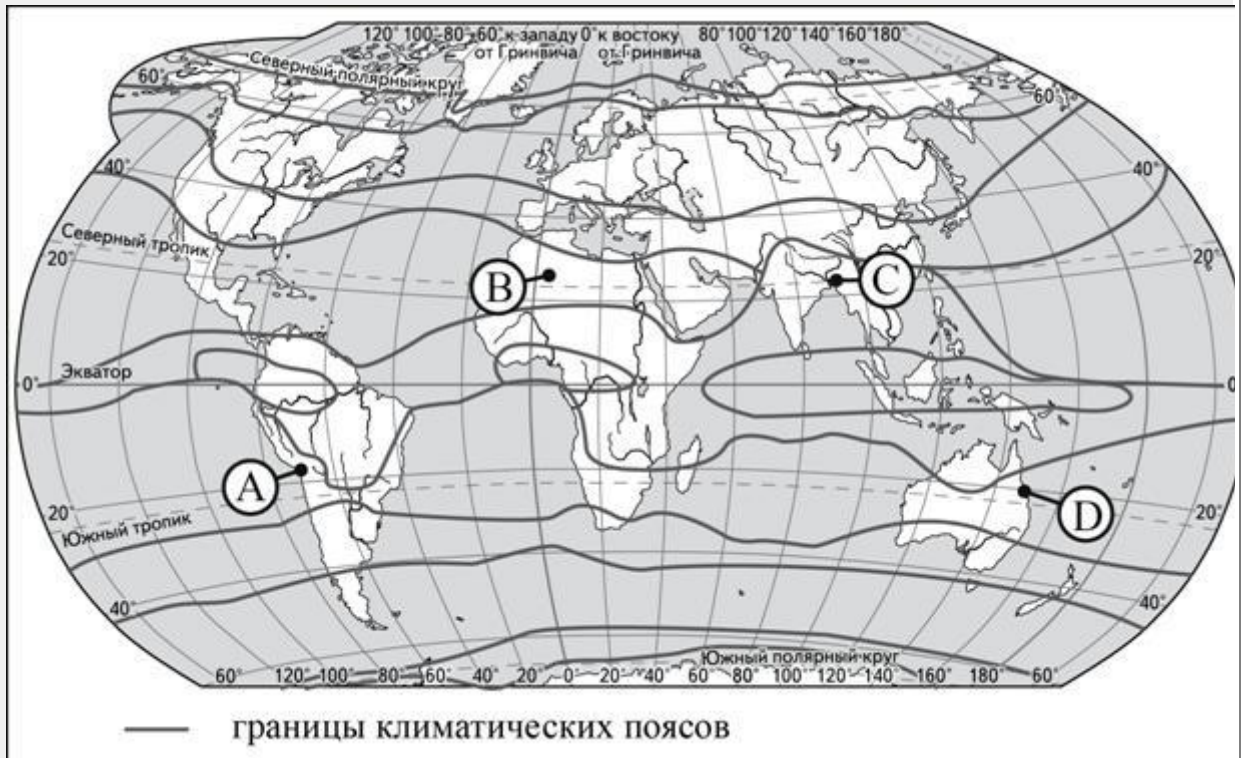 120° 100° 80° 60° к западу 0° к востоку 80° 100° 120° 140° 160° 180°
от Гринвича от Гринвича
Северный полярный круг
60°
60
40°
40°
Северный тропик
20°
20°
B
C
Экватор
0°
0
A
D
20°
20°
Южный тропик
40°
40°
Южный полярный круг
60° 120° 100° 80° 60° 40° 20° 0° 20° 40° 60° 80° 100° 120° 140° 160° 180° 60°
границы климатических поясов